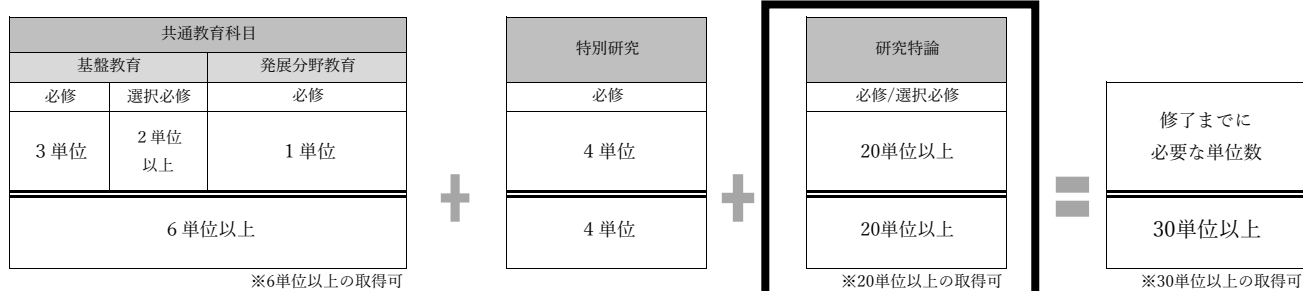 共通教育科目
基盤教育
発展分野教育
必修
選択必修
必修
3単位
2単位
以上
1単位
6単位以上
※6単位以上の取得可
+
特別研究
必修
4単位
4単位
+
研究特論
必修/選択必修
20単位以上
20単位以上
※20単位以上の取得可
=
修了までに
必要な単位数
30単位以上
※30単位以上の取得可